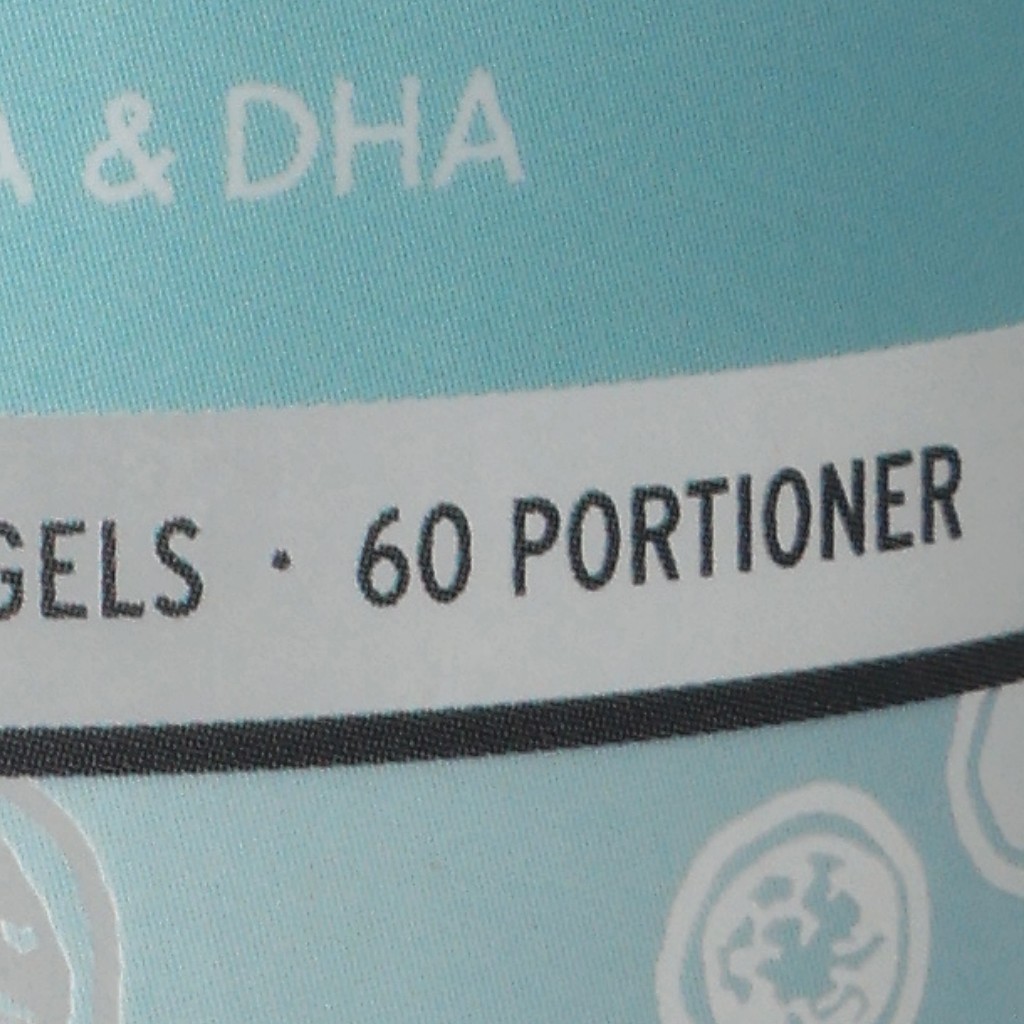 & DHA
GELS · 60 PORTIONER